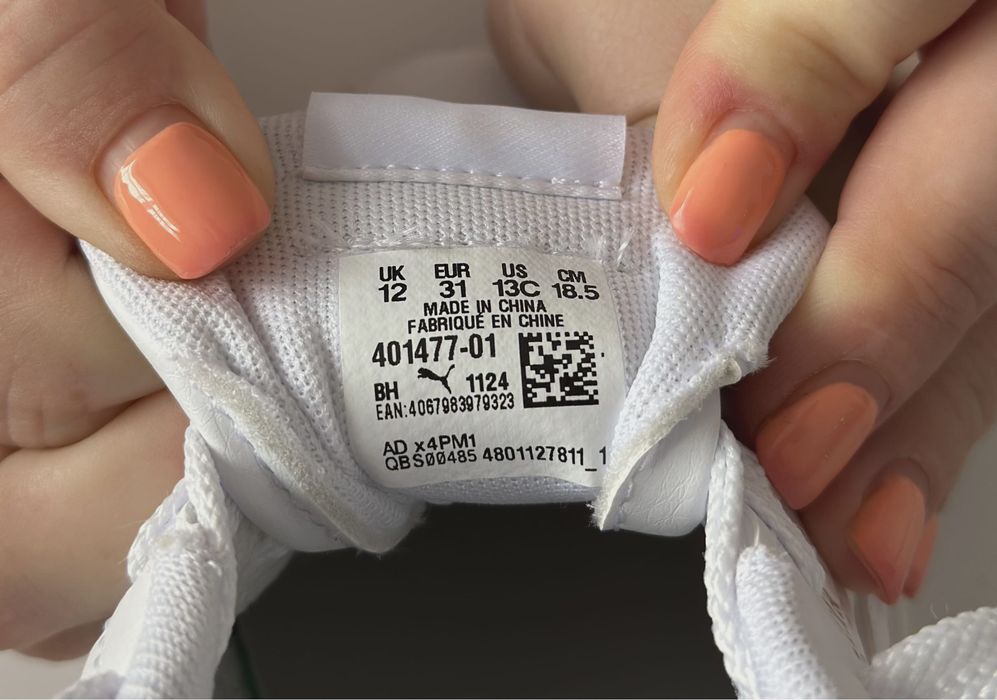 UK EUR US CM
12 31 13C 18.5
MADE IN CHINA
FABRIQUÉ EN CHINE
401477-01
BH 1124
EAN:4067983979323
AD x4PM1
QBS00485 4801127811_1